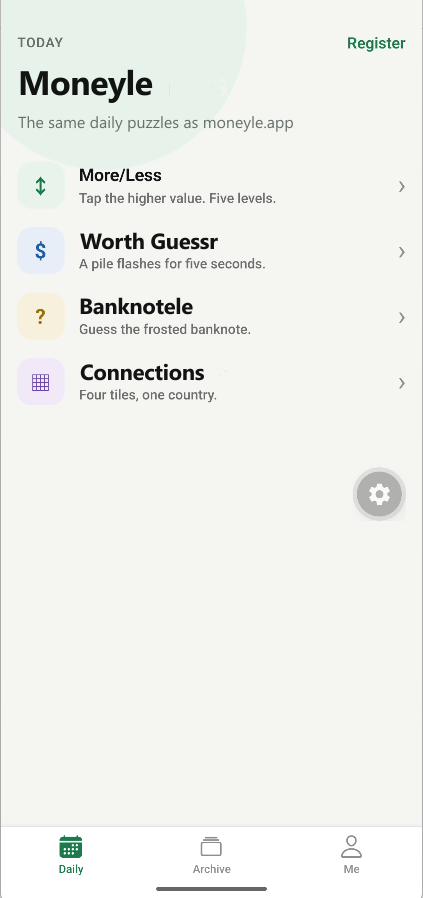 TODAY
Register
Moneyle
The same daily puzzles as moneyle.app
More/Less
Tap the higher value. Five levels.
$
Worth Guessr
A pile flashes for five seconds.
?
Banknotele
Guess the frosted banknote.
Connections
Four tiles, one country.
Daily
Archive
Me